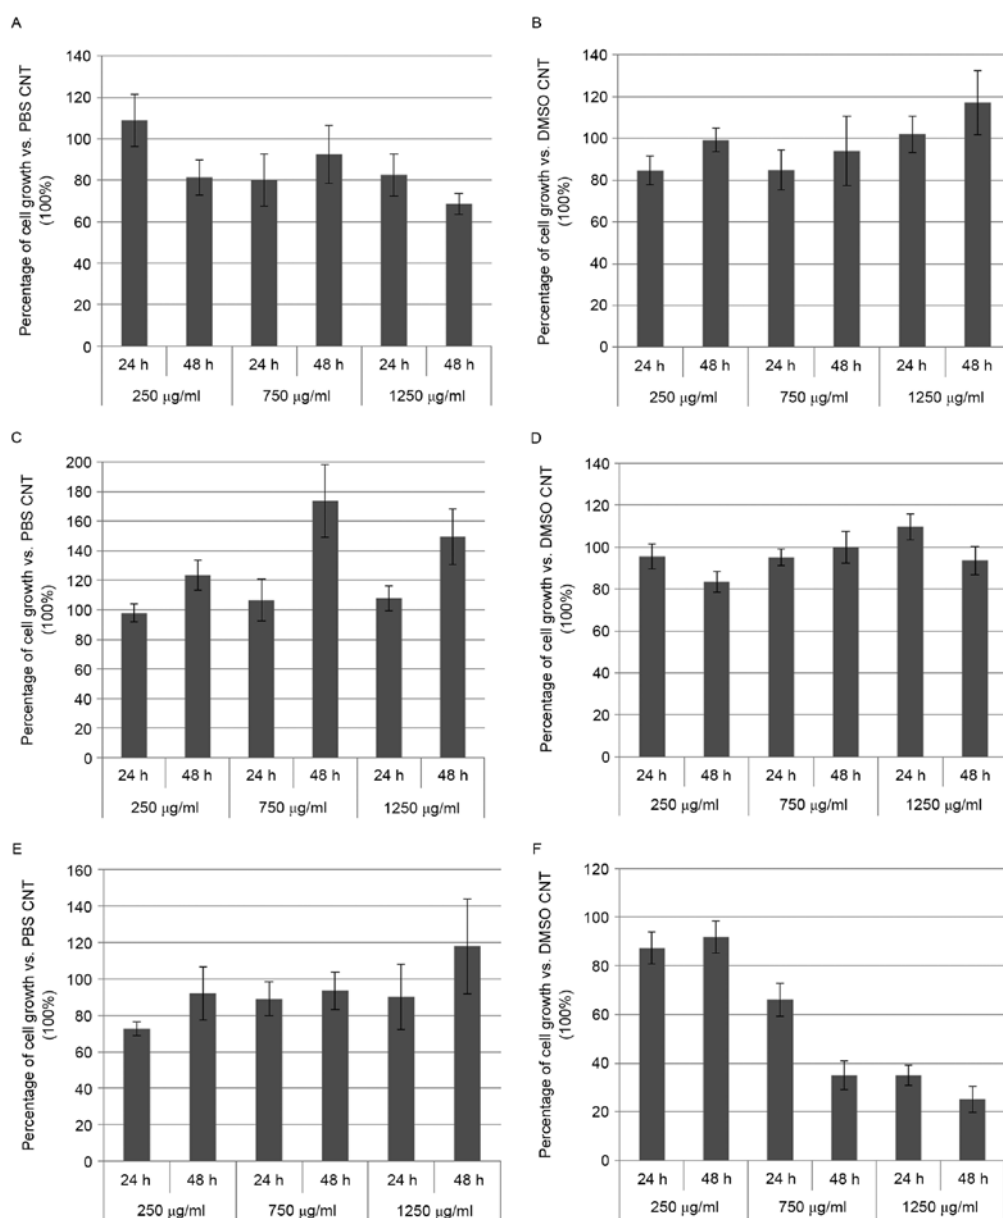 A
Percentage of cell growth vs. PBS CNT
(100%)
140
120
100
80
60
40
20
0
24 h 48 h 24 h 48 h 24 h 48 h
250 μg/ml 750 μg/ml 1250 μg/ml
B
Percentage of cell growth vs. DMSO CNT
(100%)
140
120
100
80
60
40
20
0
24 h 48 h 24 h 48 h 24 h 48 h
250 μg/ml 750 μg/ml 1250 μg/ml
C
Percentage of cell growth vs. PBS CNT
(100%)
200
180
160
140
120
100
80
60
40
20
0
24 h 48 h 24 h 48 h 24 h 48 h
250 μg/ml 750 μg/ml 1250 μg/ml
D
Percentage of cell growth vs. DMSO CNT
(100%)
140
120
100
80
60
40
20
0
24 h 48 h 24 h 48 h 24 h 48 h
250 μg/ml 750 μg/ml 1250 μg/ml
E
Percentage of cell growth vs. PBS CNT
(100%)
160
140
120
100
80
60
40
20
0
24 h 48 h 24 h 48 h 24 h 48 h
250 μg/ml 750 μg/ml 1250 μg/ml
F
Percentage of cell growth vs. DMSO CNT
(100%)
120
100
80
60
40
20
0
24 h 48 h 24 h 48 h 24 h 48 h
250 μg/ml 750 μg/ml 1250 μg/ml